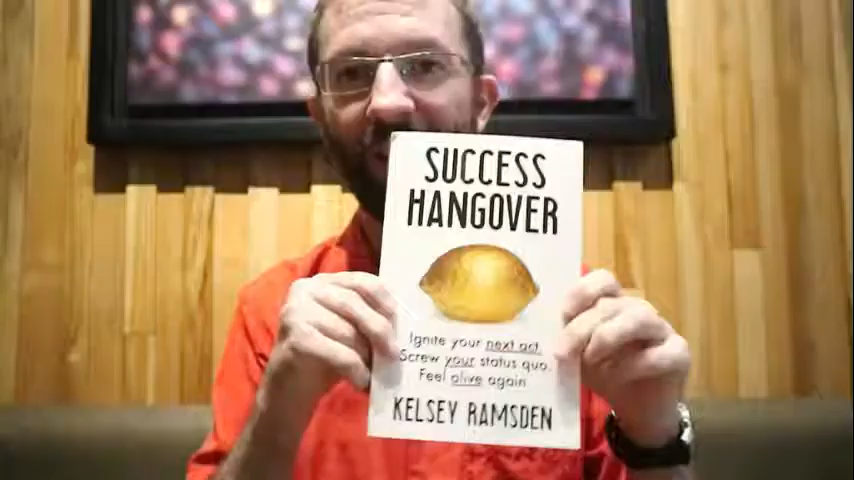 SUCCESS
HANGOVER
Ignite your next act.
Screw your status quo.
Feel alive again
KELSEY RAMSDEN